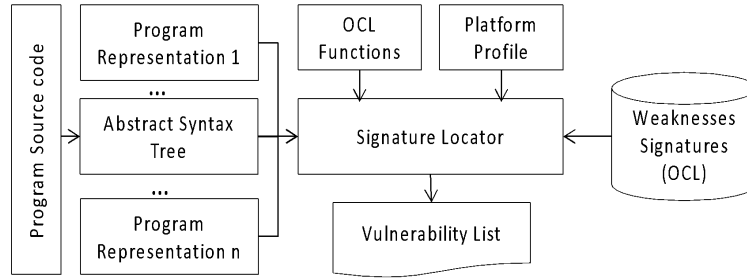 Program Source code
Program
Representation 1
...
Abstract Syntax
Tree
...
Program
Representation n
OCL
Functions
Platform
Profile
Signature Locator
Vulnerability List
Weaknesses
Signatures
(OCL)